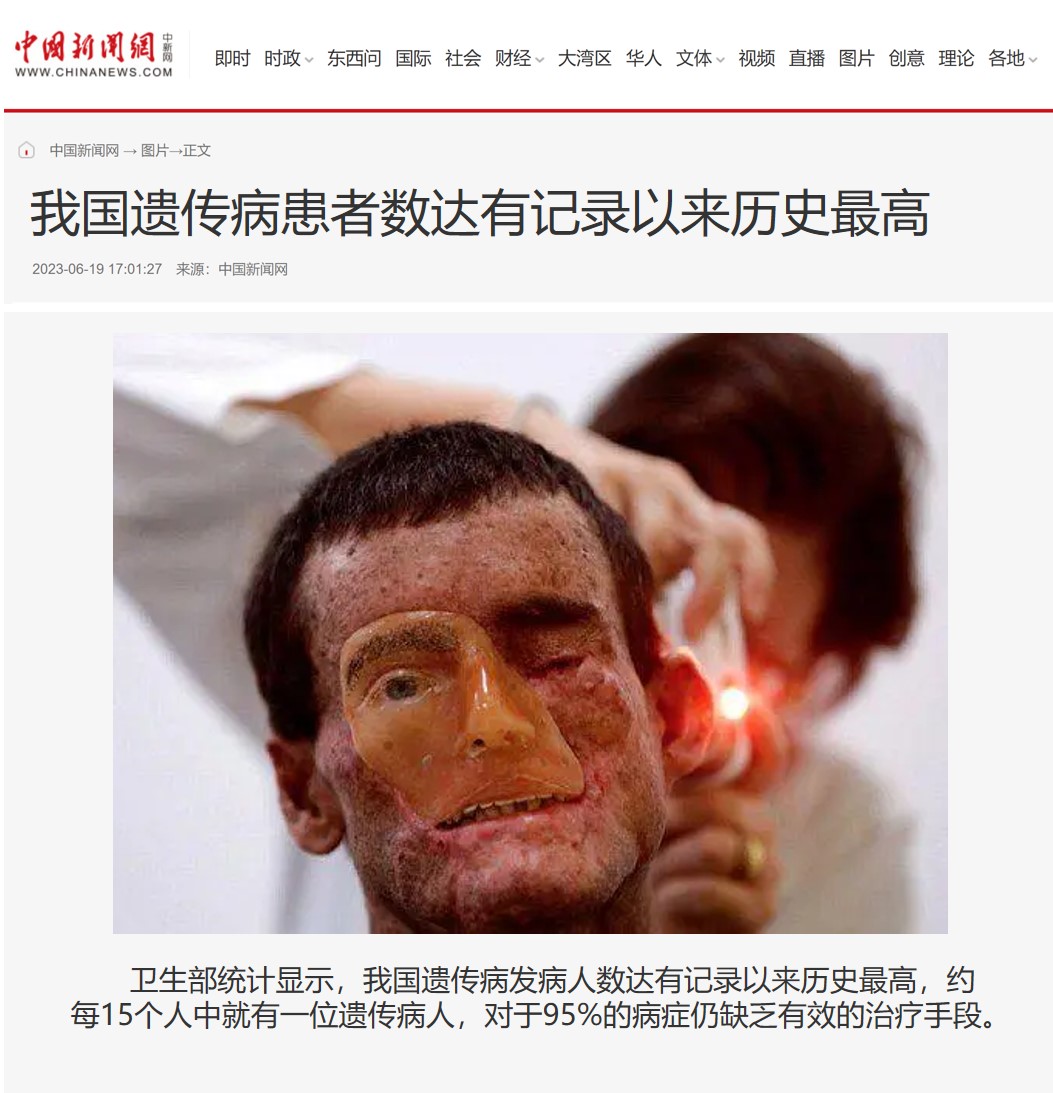 中國新聞網 中新网
WWW.CHINANEWS.COM
即时 时政 东西问 国际 社会 财经 大湾区 华人 文体 视频 直播 图片 创意 理论 各地
中国新闻网 → 图片→正文
我国遗传病患者数达有记录以来历史最高
2023-06-19 17:01:27 来源：中国新闻网
卫生部统计显示，我国遗传病发病人数达有记录以来历史最高，约
每15个人中就有一位遗传病人，对于95%的病症仍缺乏有效的治疗手段。